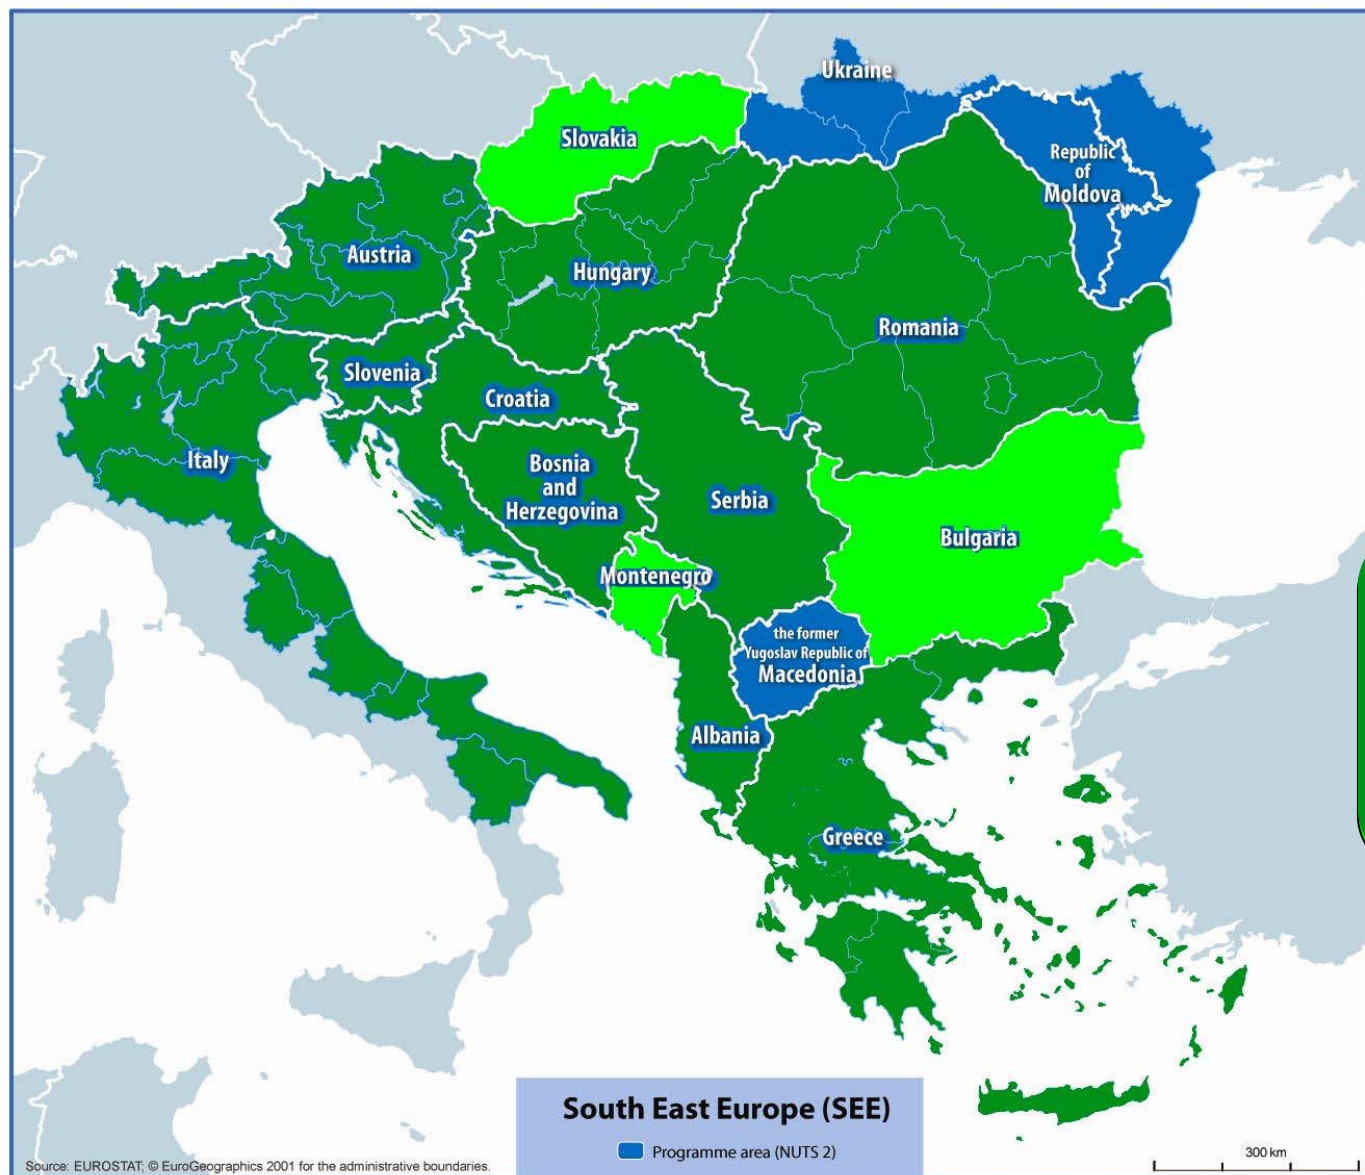 Ukraine
Slovakia
Republic
of
Moldova
Austria
Hungary
Romania
Slovenia
Croatia
Italy
Bosnia
and
Herzegovina
Serbia
Bulgaria
Montenegro
the former
Yugoslav Republic of
Macedonia
Albania
Greece
South East Europe (SEE)
Programme area (NUTS 2)
Source: EUROSTAT; © EuroGeographics 2001 for the administrative boundaries.
300 km